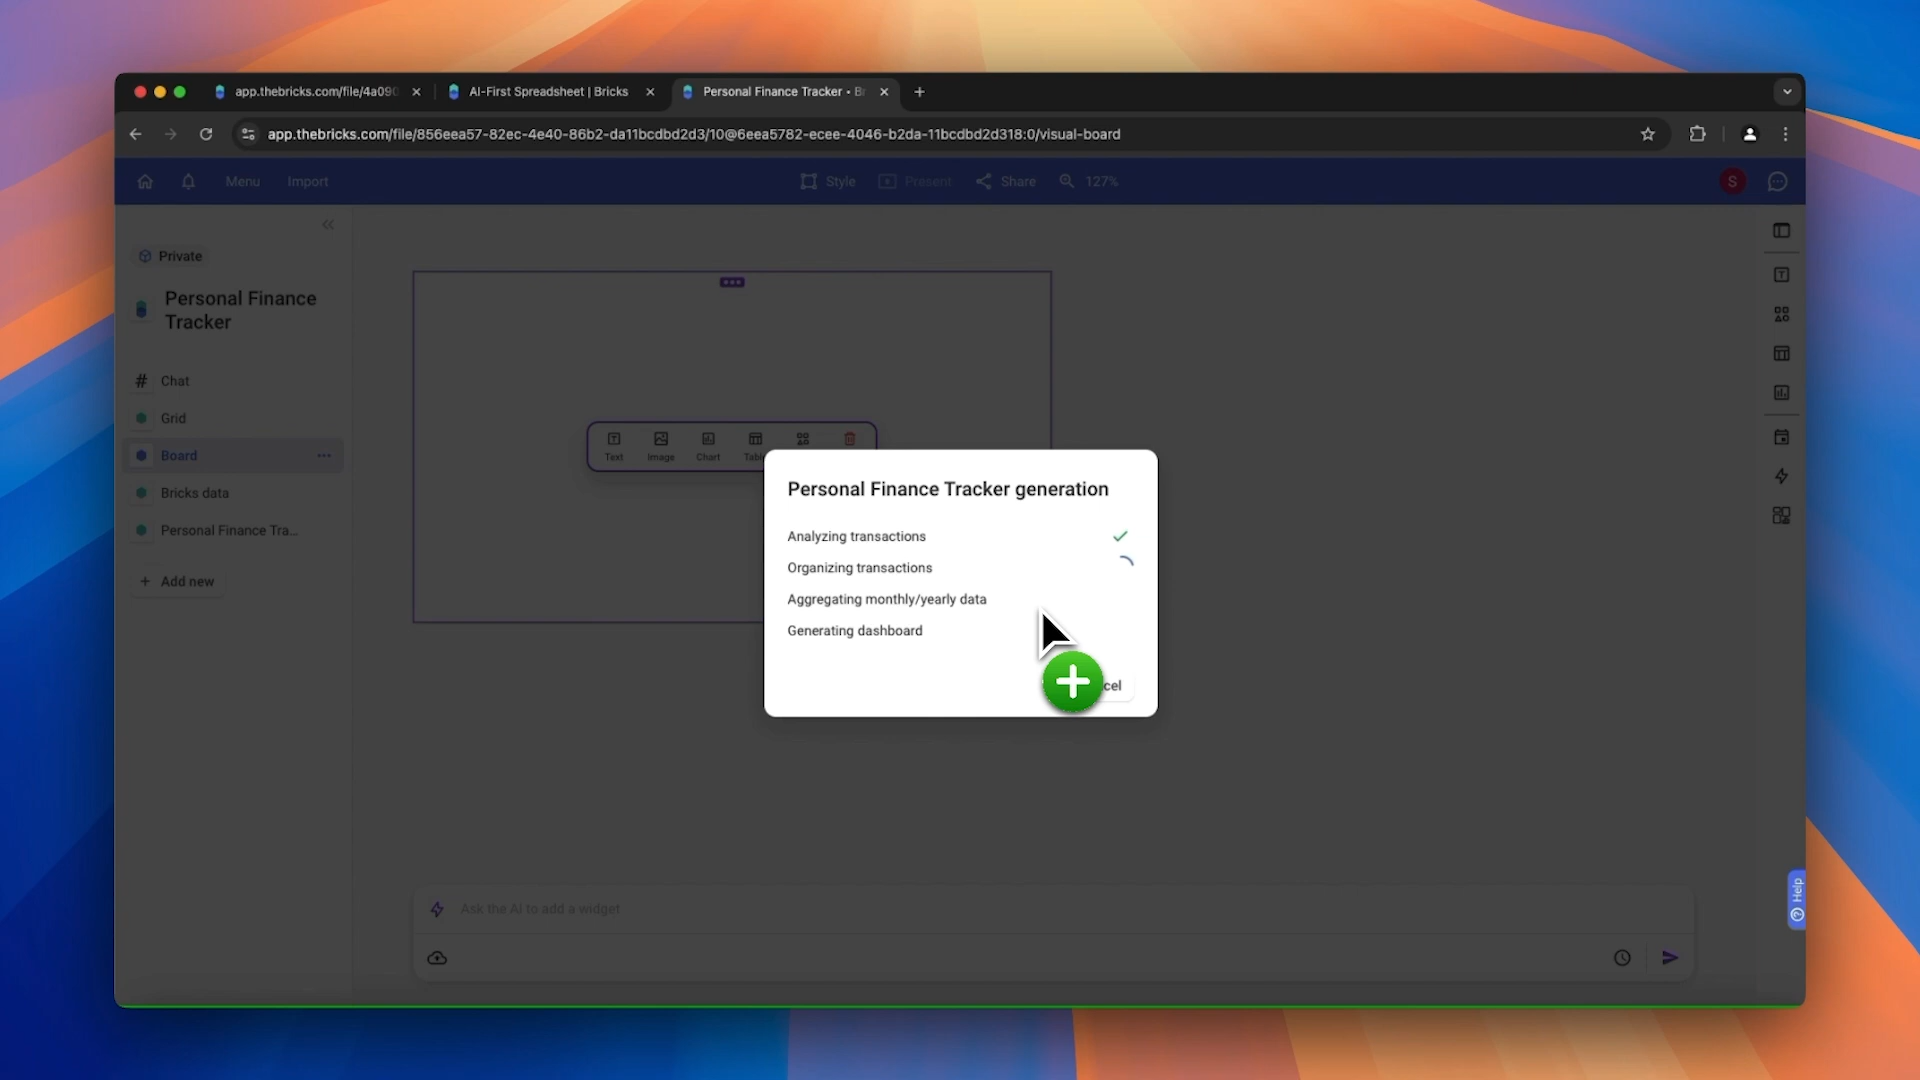 app.thebricks.com/file/4a090
AI-First Spreadsheet | Bricks
Personal Finance Tracker • Br
app.thebricks.com/file/856eea57-82ec-4e40-86b2-da11bcdbd2d3/10@6eea5782-ecee-4046-b2da-11bcdbd2d318:0/visual-board
Menu
Import
Style
Present
Share
127%
S
Private
Personal Finance
Tracker
Chat
Grid
Board
Bricks data
Personal Finance Tra...
Add new
Text
Image
Chart
Personal Finance Tracker generation
Analyzing transactions
Organizing transactions
Aggregating monthly/yearly data
Generating dashboard
Ask the AI to add a widget
Help